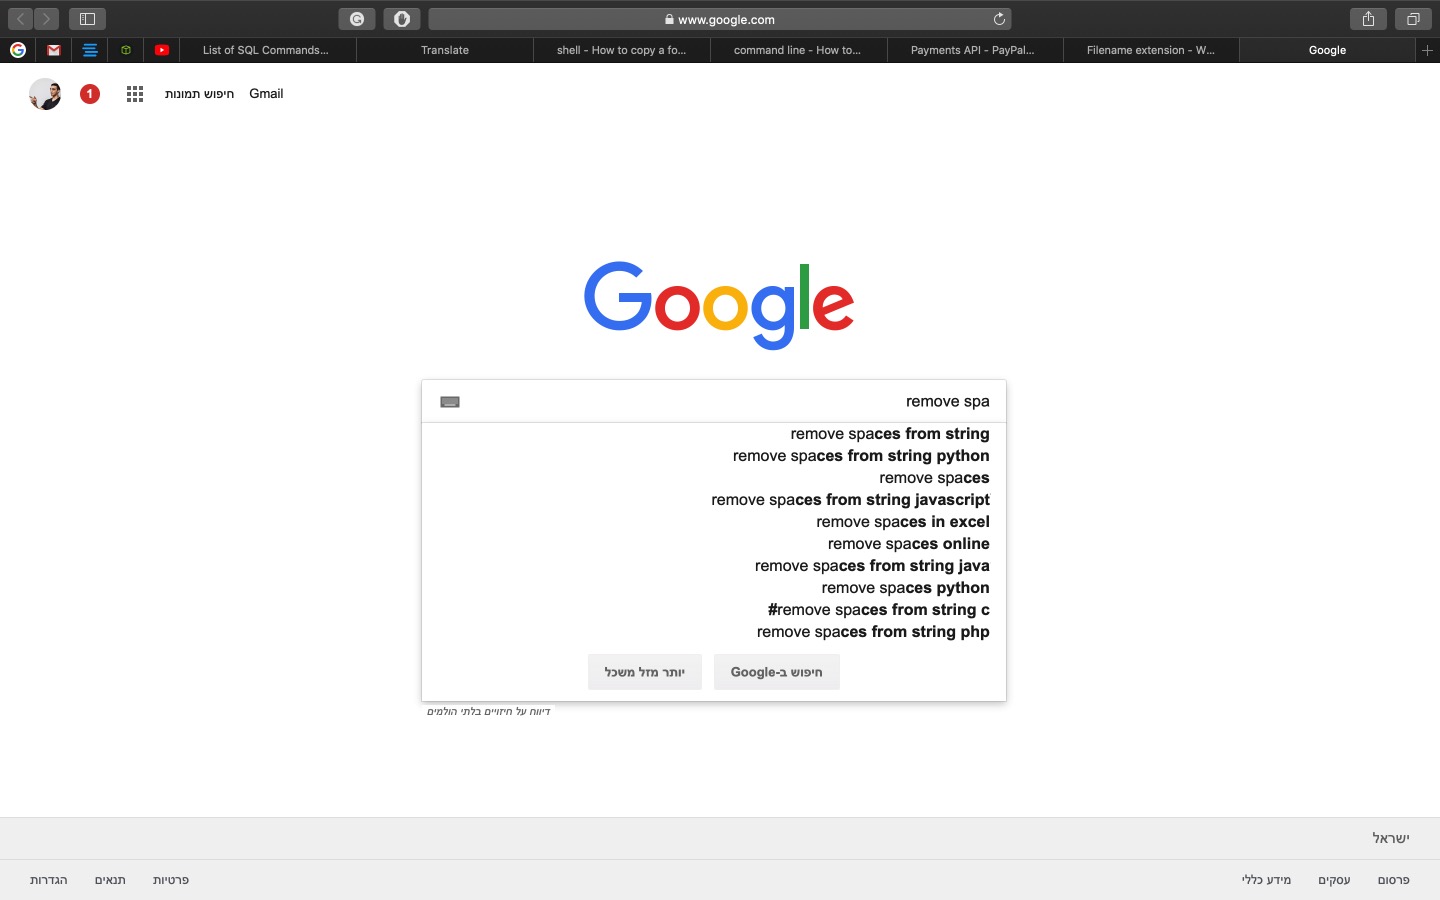 www.google.com
List of SQL Commands...
Translate
shell - How to copy a fo...
command line - How to...
Payments API - PayPal...
Filename extension - W...
Google
1
חיפוש תמונות
Gmail
Google
remove spa
remove spaces from string
remove spaces from string python
remove spaces
remove spaces from string javascript
remove spaces in excel
remove spaces online
remove spaces from string java
remove spaces python
#remove spaces from string c
remove spaces from string php
חיפוש ב-Google
יותר מזל משכל
דיווח על חיזויים בלתי הולמים
ישראל
פרסום
עסקים
מידע כללי
פרטיות
תנאים
הגדרות